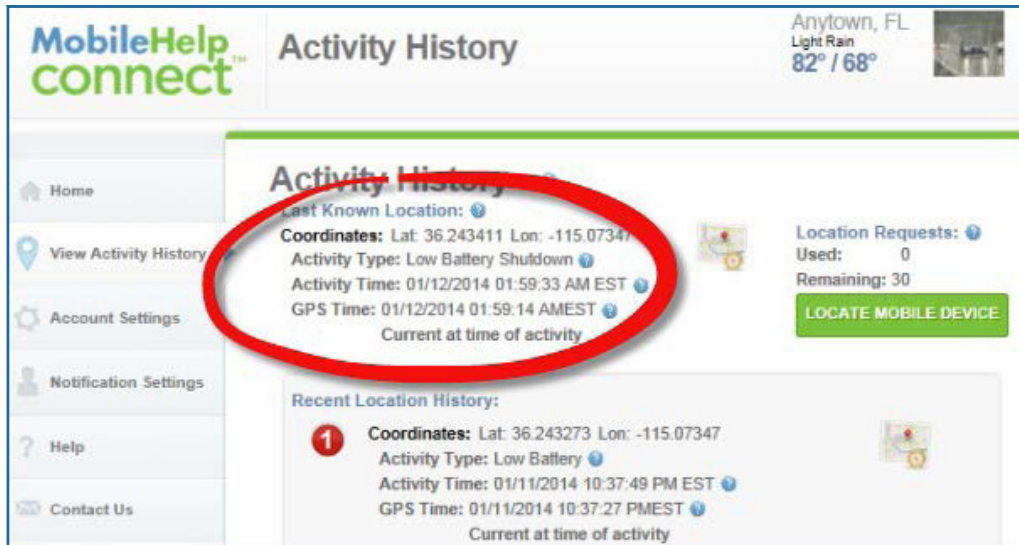 MobileHelp™
connect
Activity History
Anytown, FL
Light Rain
82° / 68°
Home
View Activity History
Account Settings
Notification Settings
? Help
Contact Us
Activity History
Last Known Location:
Coordinates: Lat: 36.243411 Lon: -115.07347
Activity Type: Low Battery Shutdown
Activity Time: 01/12/2014 01:59:33 AM EST
GPS Time: 01/12/2014 01:59:14 AMEST
Current at time of activity
Location Requests:
Used: 0
Remaining: 30
LOCATE MOBILE DEVICE
Recent Location History:
1
Coordinates: Lat: 36.243273 Lon: -115.07347
Activity Type: Low Battery
Activity Time: 01/11/2014 10:37:49 PM EST
GPS Time: 01/11/2014 10:37:27 PMEST
Current at time of activity